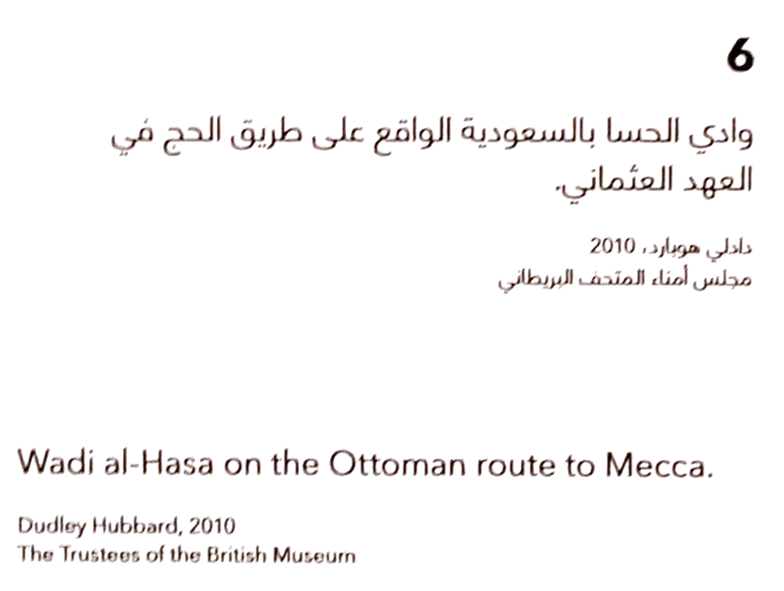 6
وادي الحسا بالسعودية الواقع على طريق الحج في
العهد العثماني.
دادلي هوبارد، 2010
مجلس أمناء المتحف البريطاني
Wadi al-Hasa on the Ottoman route to Mecca.
Dudley Hubbard, 2010
The Trustees of the British Museum